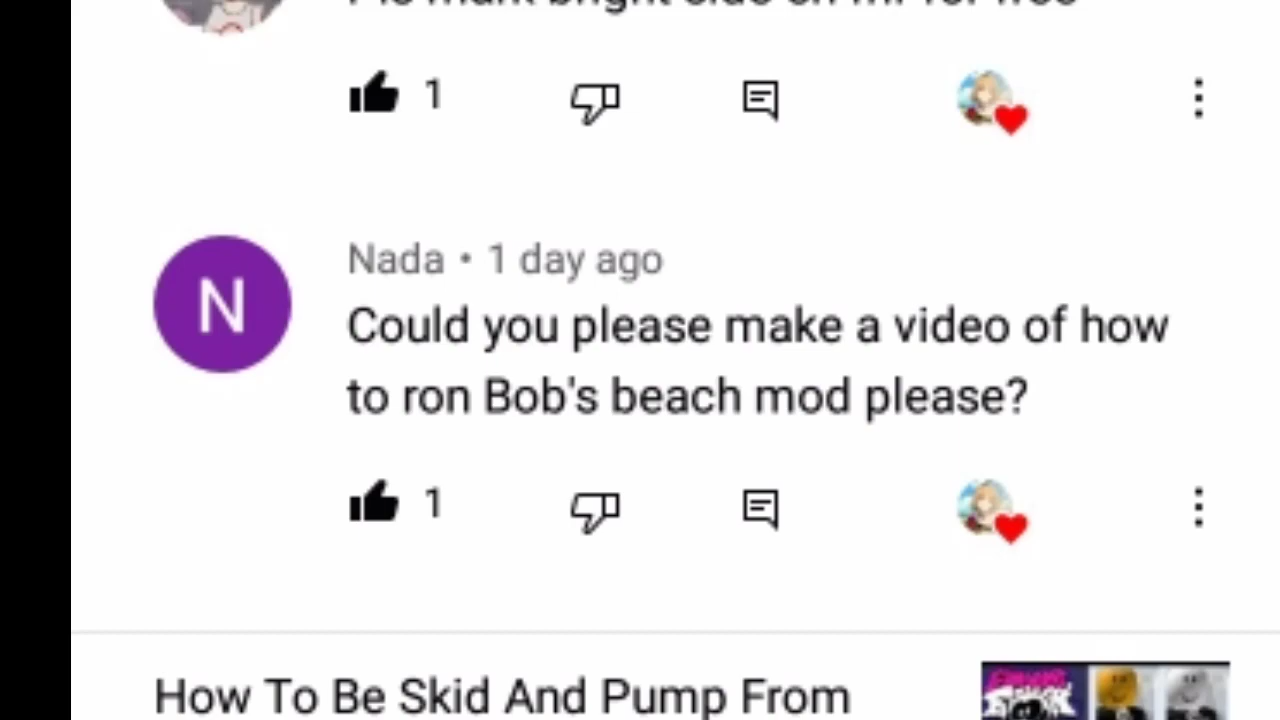 1
Nada • 1 day ago
N
Could you please make a video of how
to ron Bob's beach mod please?
1
How To Be Skid And Pump From